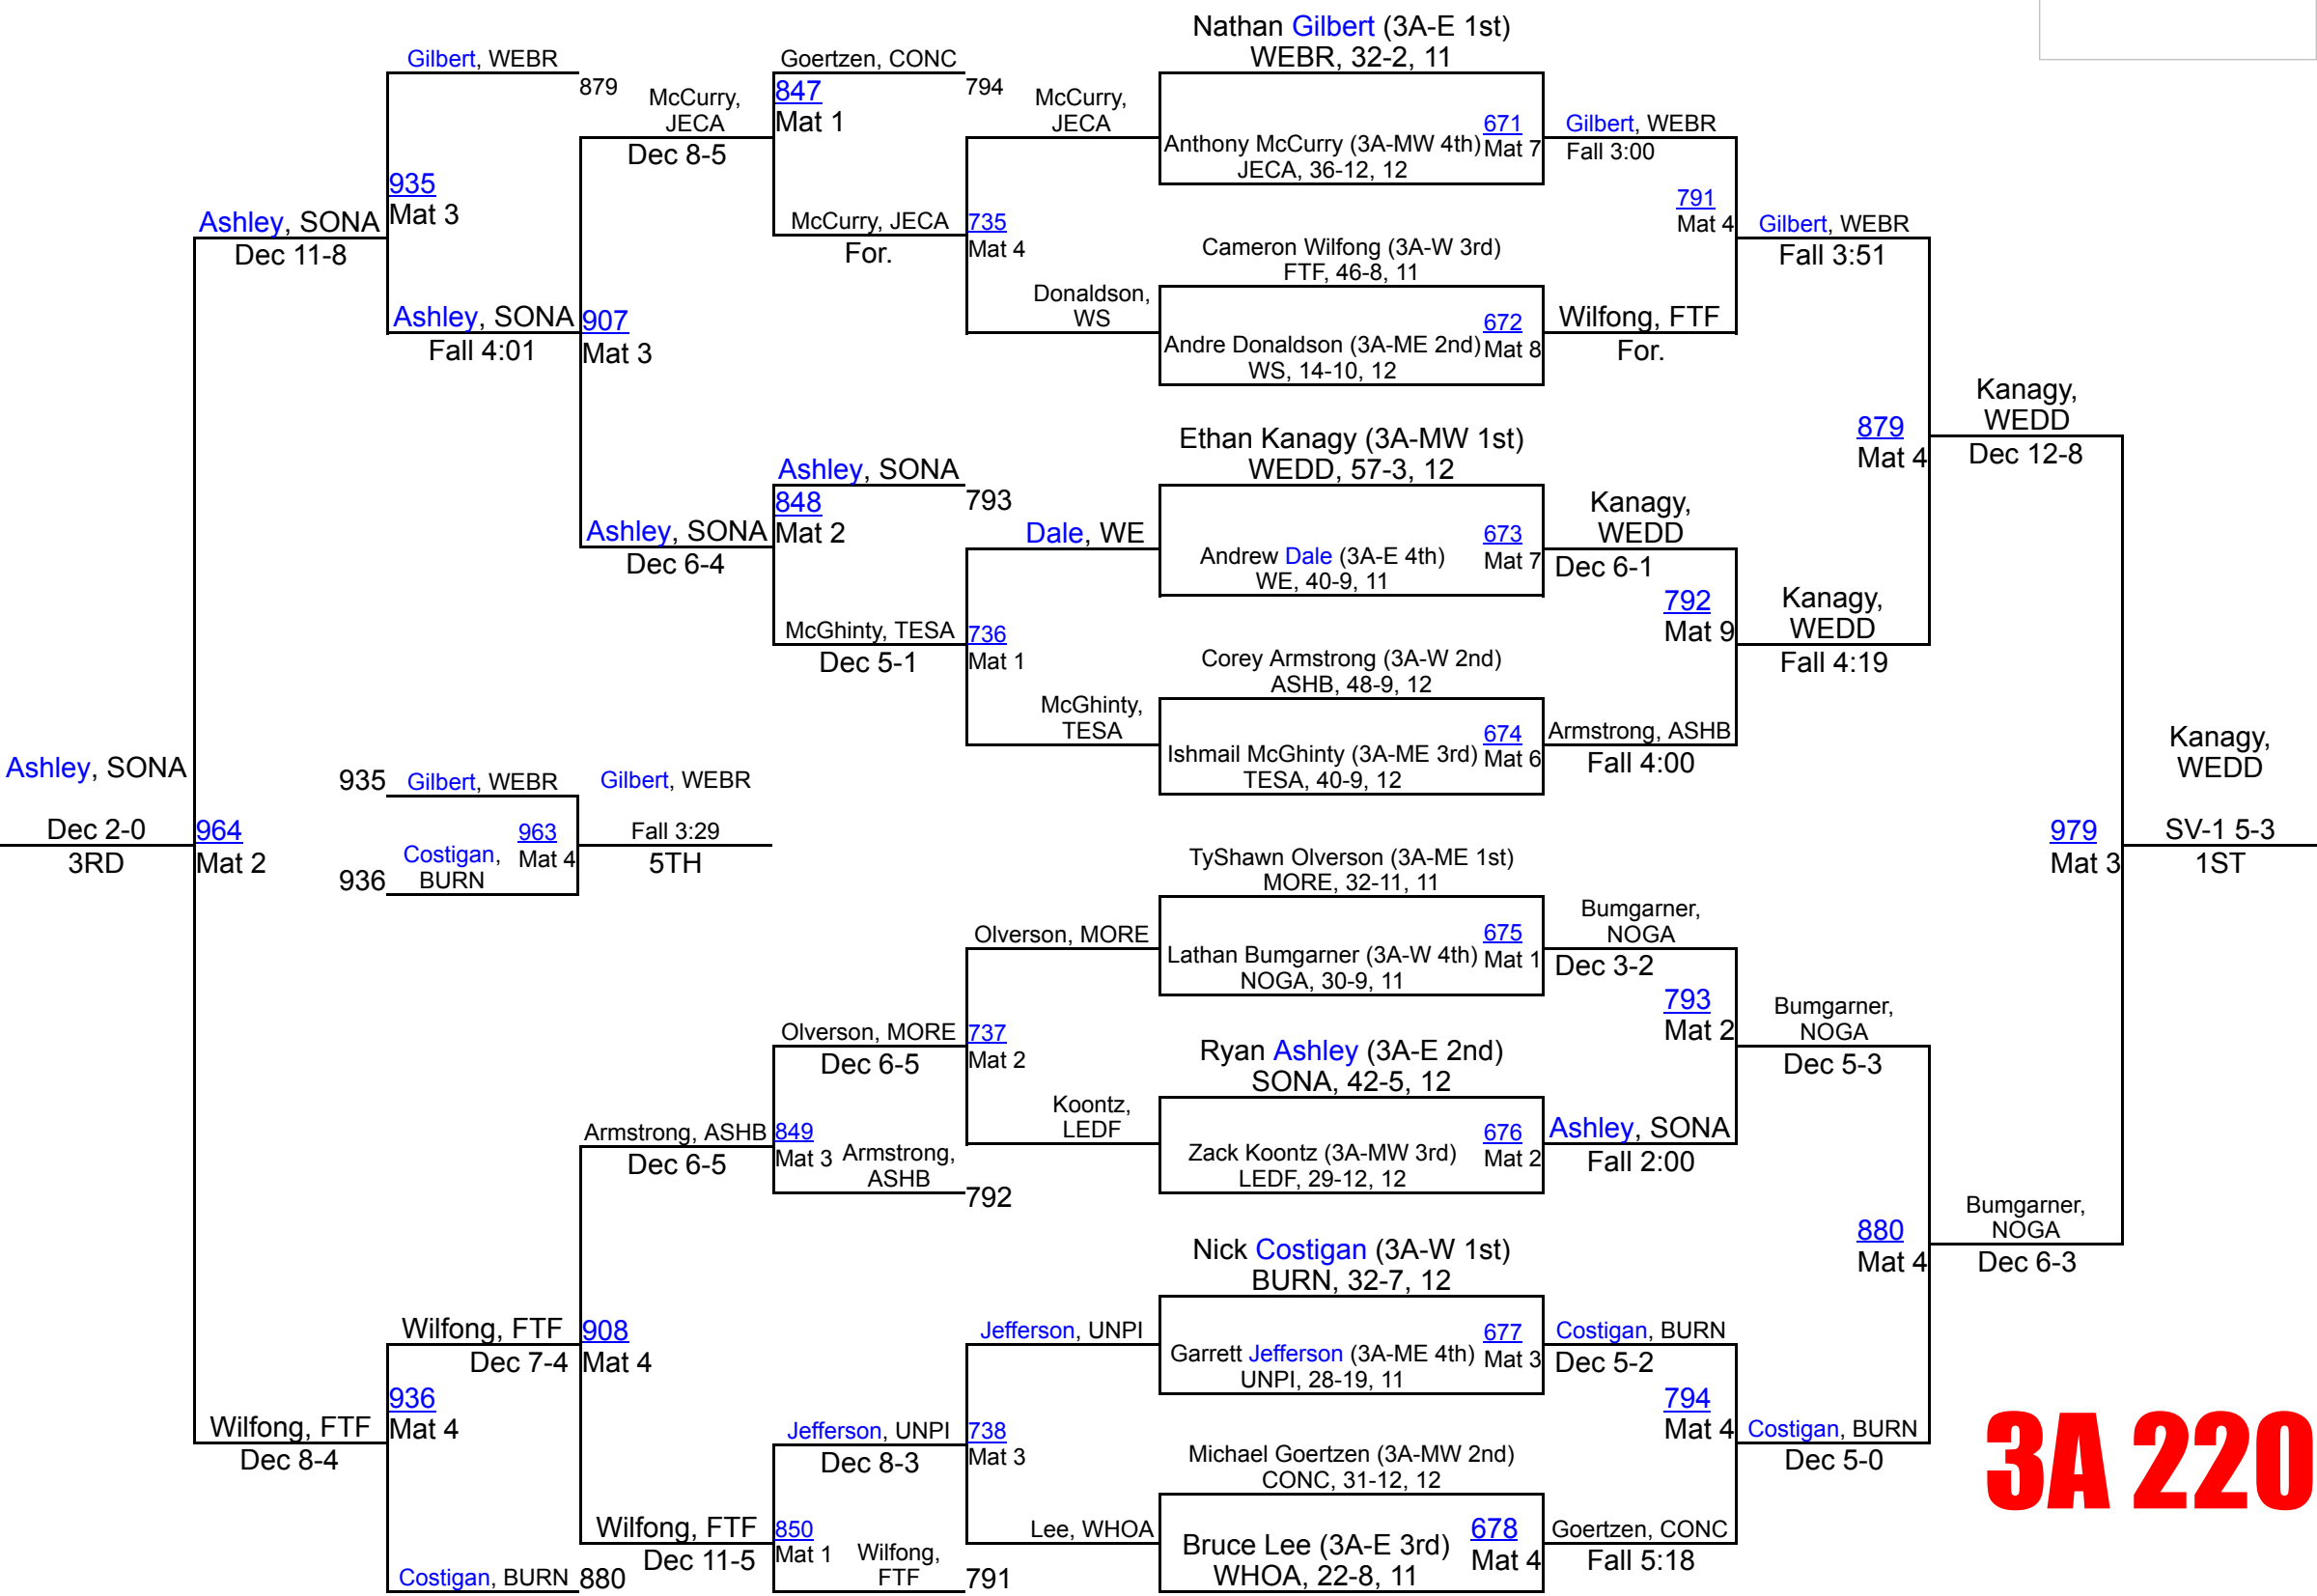 Nathan Gilbert (3A-E 1st)
WEBR, 32-2, 11
Gilbert, WEBR
879
McCurry,
JECA
Dec 8-5
Goertzen, CONC
794
847
Mat 1
McCurry,
JECA
Anthony McCurry (3A-MW 4th)
JECA, 36-12, 12
671
Mat 7
Gilbert, WEBR
Fall 3:00
935
Mat 3
791
Mat 4
Ashley, SONA
Dec 11-8
McCurry, JECA
For.
735
Mat 4
Gilbert, WEBR
Fall 3:51
Cameron Wilfong (3A-W 3rd)
FTF, 46-8, 11
Donaldson,
WS
Andre Donaldson (3A-ME 2nd)
WS, 14-10, 12
672
Mat 8
Wilfong, FTF
For.
Ashley, SONA
Fall 4:01
907
Mat 3
Kanagy,
WEDD
Dec 12-8
879
Mat 4
Ethan Kanagy (3A-MW 1st)
WEDD, 57-3, 12
Ashley, SONA
793
848
Mat 2
Ashley, SONA
Dec 6-4
Dale, WE
Andrew Dale (3A-E 4th)
WE, 40-9, 11
673
Mat 7
Kanagy,
WEDD
Dec 6-1
792
Mat 9
Kanagy,
WEDD
Fall 4:19
McGhinty, TESA
Dec 5-1
736
Mat 1
Corey Armstrong (3A-W 2nd)
ASHB, 48-9, 12
McGhinty,
TESA
Ishmail McGhinty (3A-ME 3rd)
TESA, 40-9, 12
674
Mat 6
Armstrong, ASHB
Fall 4:00
Kanagy,
WEDD
SV-1 5-3
1ST
979
Mat 3
Ashley, SONA
Dec 2-0
3RD
964
Mat 2
935
Gilbert, WEBR
936
Costigan,
BURN
963
Mat 4
Gilbert, WEBR
Fall 3:29
5TH
TyShawn Olverson (3A-ME 1st)
MORE, 32-11, 11
Olverson, MORE
Lathan Bumgarner (3A-W 4th)
NOGA, 30-9, 11
675
Mat 1
Bumgarner,
NOGA
Dec 3-2
793
Mat 2
Bumgarner,
NOGA
Dec 5-3
Olverson, MORE
Dec 6-5
737
Mat 2
Ryan Ashley (3A-E 2nd)
SONA, 42-5, 12
Koontz,
LEDF
Zack Koontz (3A-MW 3rd)
LEDF, 29-12, 12
676
Mat 2
Ashley, SONA
Fall 2:00
Armstrong, ASHB
Dec 6-5
849
Mat 3
Armstrong,
ASHB
792
880
Mat 4
Bumgarner,
NOGA
Dec 6-3
Nick Costigan (3A-W 1st)
BURN, 32-7, 12
Wilfong, FTF
Dec 7-4
908
Mat 4
Jefferson, UNPI
Garrett Jefferson (3A-ME 4th)
UNPI, 28-19, 11
677
Mat 3
Costigan, BURN
Dec 5-2
936
Mat 4
794
Mat 4
Wilfong, FTF
Dec 8-4
Jefferson, UNPI
Dec 8-3
738
Mat 3
Costigan, BURN
Dec 5-0
Michael Goertzen (3A-MW 2nd)
CONC, 31-12, 12
Wilfong, FTF
Dec 11-5
850
Mat 1
Wilfong,
FTF
791
Lee, WHOA
Bruce Lee (3A-E 3rd)
WHOA, 22-8, 11
678
Mat 4
Goertzen, CONC
Fall 5:18
Costigan, BURN
880
3A 220